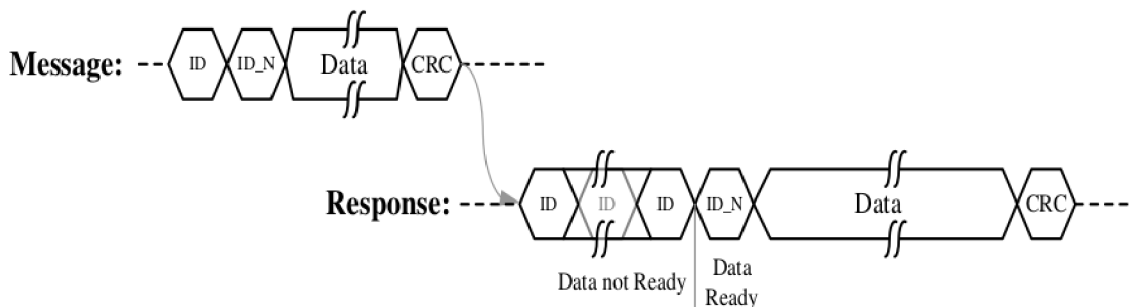 Message: ID ID_N Data CRC
Response: ID ID ID ID_N Data CRC
Data not Ready Data
Ready